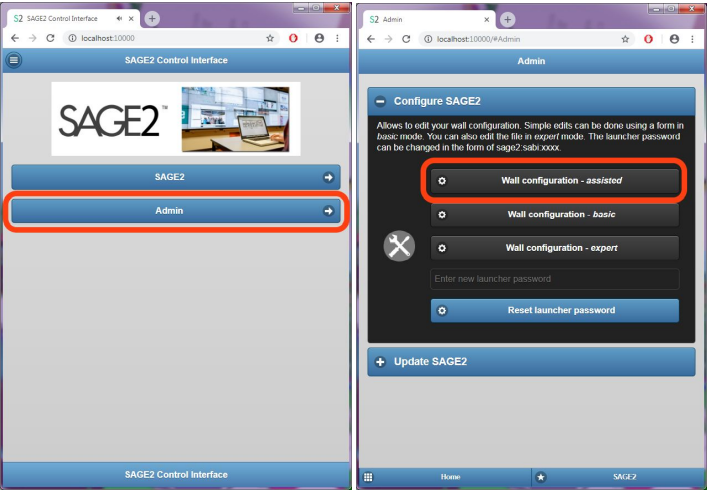 S2 SAGE2 Control Interface
localhost:10000
SAGE2 Control Interface
SAGE2™
SAGE2
Admin
SAGE2 Control Interface
S2 Admin
localhost:10000/#Admin
Admin
Configure SAGE2
Allows to edit your wall configuration. Simple edits can be done using a form in
basic mode. You can also edit the file in expert mode. The launcher password
can be changed in the form of sage2:sabi:xxxx.
Wall configuration - assisted
Wall configuration - basic
Wall configuration - expert
Enter new launcher password
Reset launcher password
Update SAGE2
Home
SAGE2